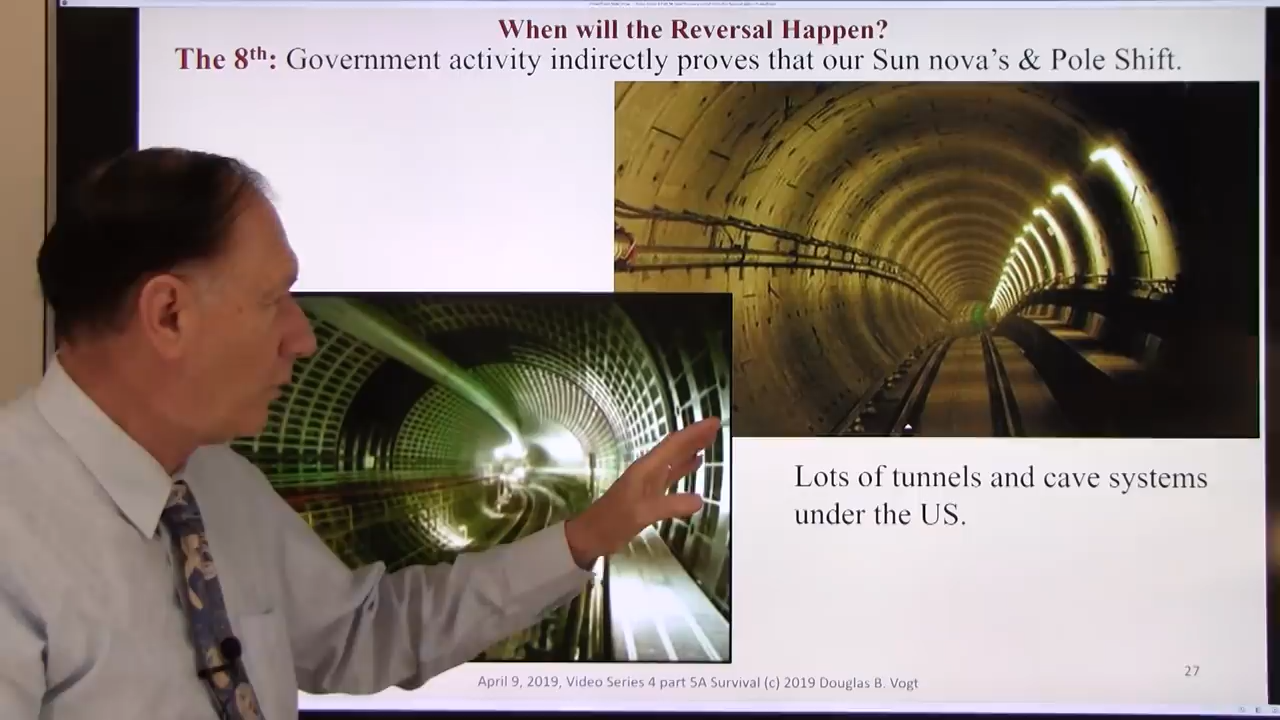 When will the Reversal Happen?
The 8th: Government activity indirectly proves that our Sun nova's & Pole Shift.
Lots of tunnels and cave systems
under the US.
April 9, 2019, Video Series 4 part 5A Survival (c) 2019 Douglas B. Vogt
27